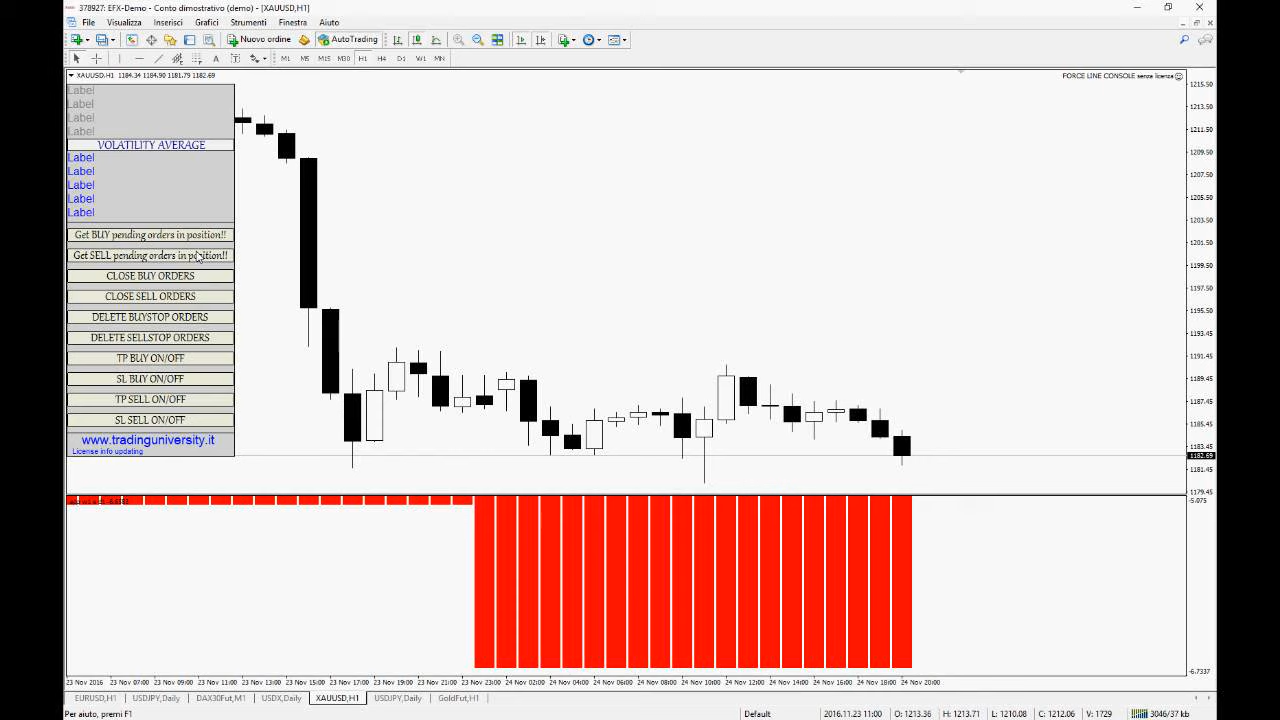 378927: EFX-Demo - Conto dimostrativo (demo) - [XAUUSD,H1]
File Visualizza Inserisci Grafici Strumenti Finestra Aiuto
Nuovo ordine AutoTrading
A T M1 M5 M15 M30 H1 H4 D1 W1 MN
XAUUSD,H1 1184.34 1184.90 1181.79 1182.69
FORCE LINE CONSOLE senza licenza
Label
Label
Label
Label
VOLATILITY AVERAGE
Label
Label
Label
Label
Label
Get BUY pending orders in position!!
Get SELL pending orders in position!!
CLOSE BUY ORDERS
CLOSE SELL ORDERS
DELETE BUYSTOP ORDERS
DELETE SELLSTOP ORDERS
TP BUY ON/OFF
SL BUY ON/OFF
TP SELL ON/OFF
SL SELL ON/OFF
www.tradinguniversity.it
License info updating
1215.50
1213.50
1211.50
1209.50
1207.50
1205.50
1203.50
1201.50
1199.50
1197.50
1195.50
1193.50
1191.45
1189.45
1187.45
1185.45
1183.45
1182.69
1181.45
1179.45
-5.075
-6.7337
23 Nov 2016 23 Nov 07:00 23 Nov 09:00 23 Nov 11:00 23 Nov 13:00 23 Nov 15:00 23 Nov 17:00 23 Nov 19:00 23 Nov 21:00 23 Nov 23:00 24 Nov 02:00 24 Nov 04:00 24 Nov 06:00 24 Nov 08:00 24 Nov 10:00 24 Nov 12:00 24 Nov 14:00 24 Nov 16:00 24 Nov 18:00 24 Nov 20:00
EURUSD,H1 USDJPY,Daily DAX30Fut,M1 USDX,Daily XAUUSD,H1 USDJPY,Daily GoldFut,H1
Per aiuto, premi F1 Default 2016.11.23 11:00 O: 1213.36 H: 1213.71 L: 1210.08 C: 1212.06 V: 1729 3046/37 kb